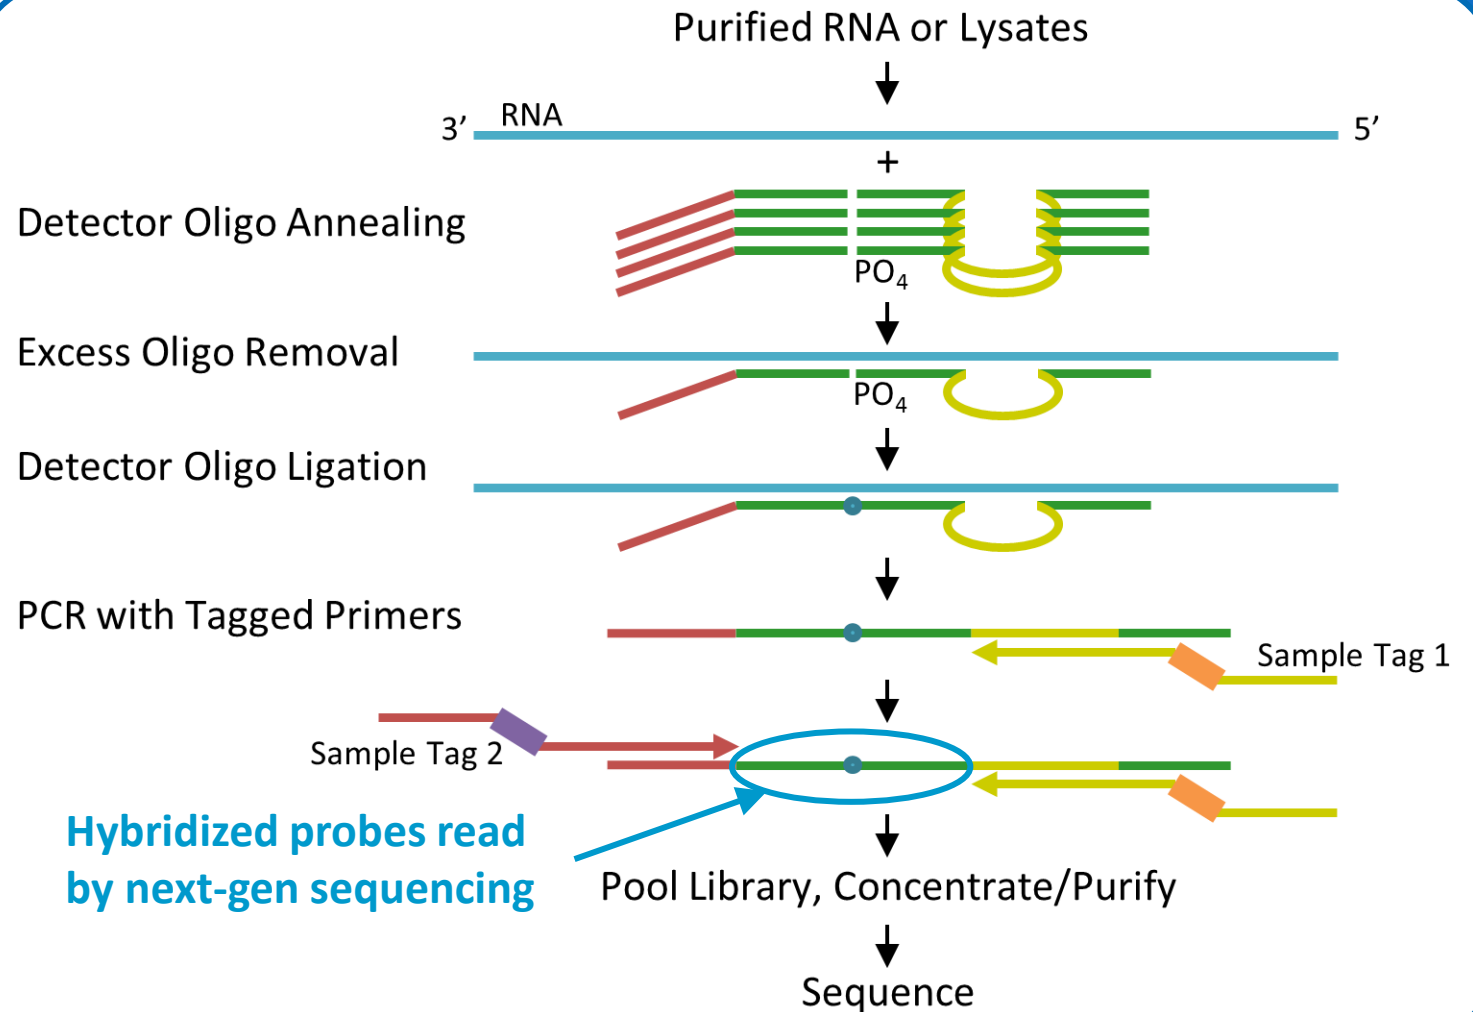 Purified RNA or Lysates
3’ RNA 5’
+
Detector Oligo Annealing
PO₄
Excess Oligo Removal
PO₄
Detector Oligo Ligation
PCR with Tagged Primers
Sample Tag 1
Sample Tag 2
Hybridized probes read
by next-gen sequencing
Pool Library, Concentrate/Purify
Sequence